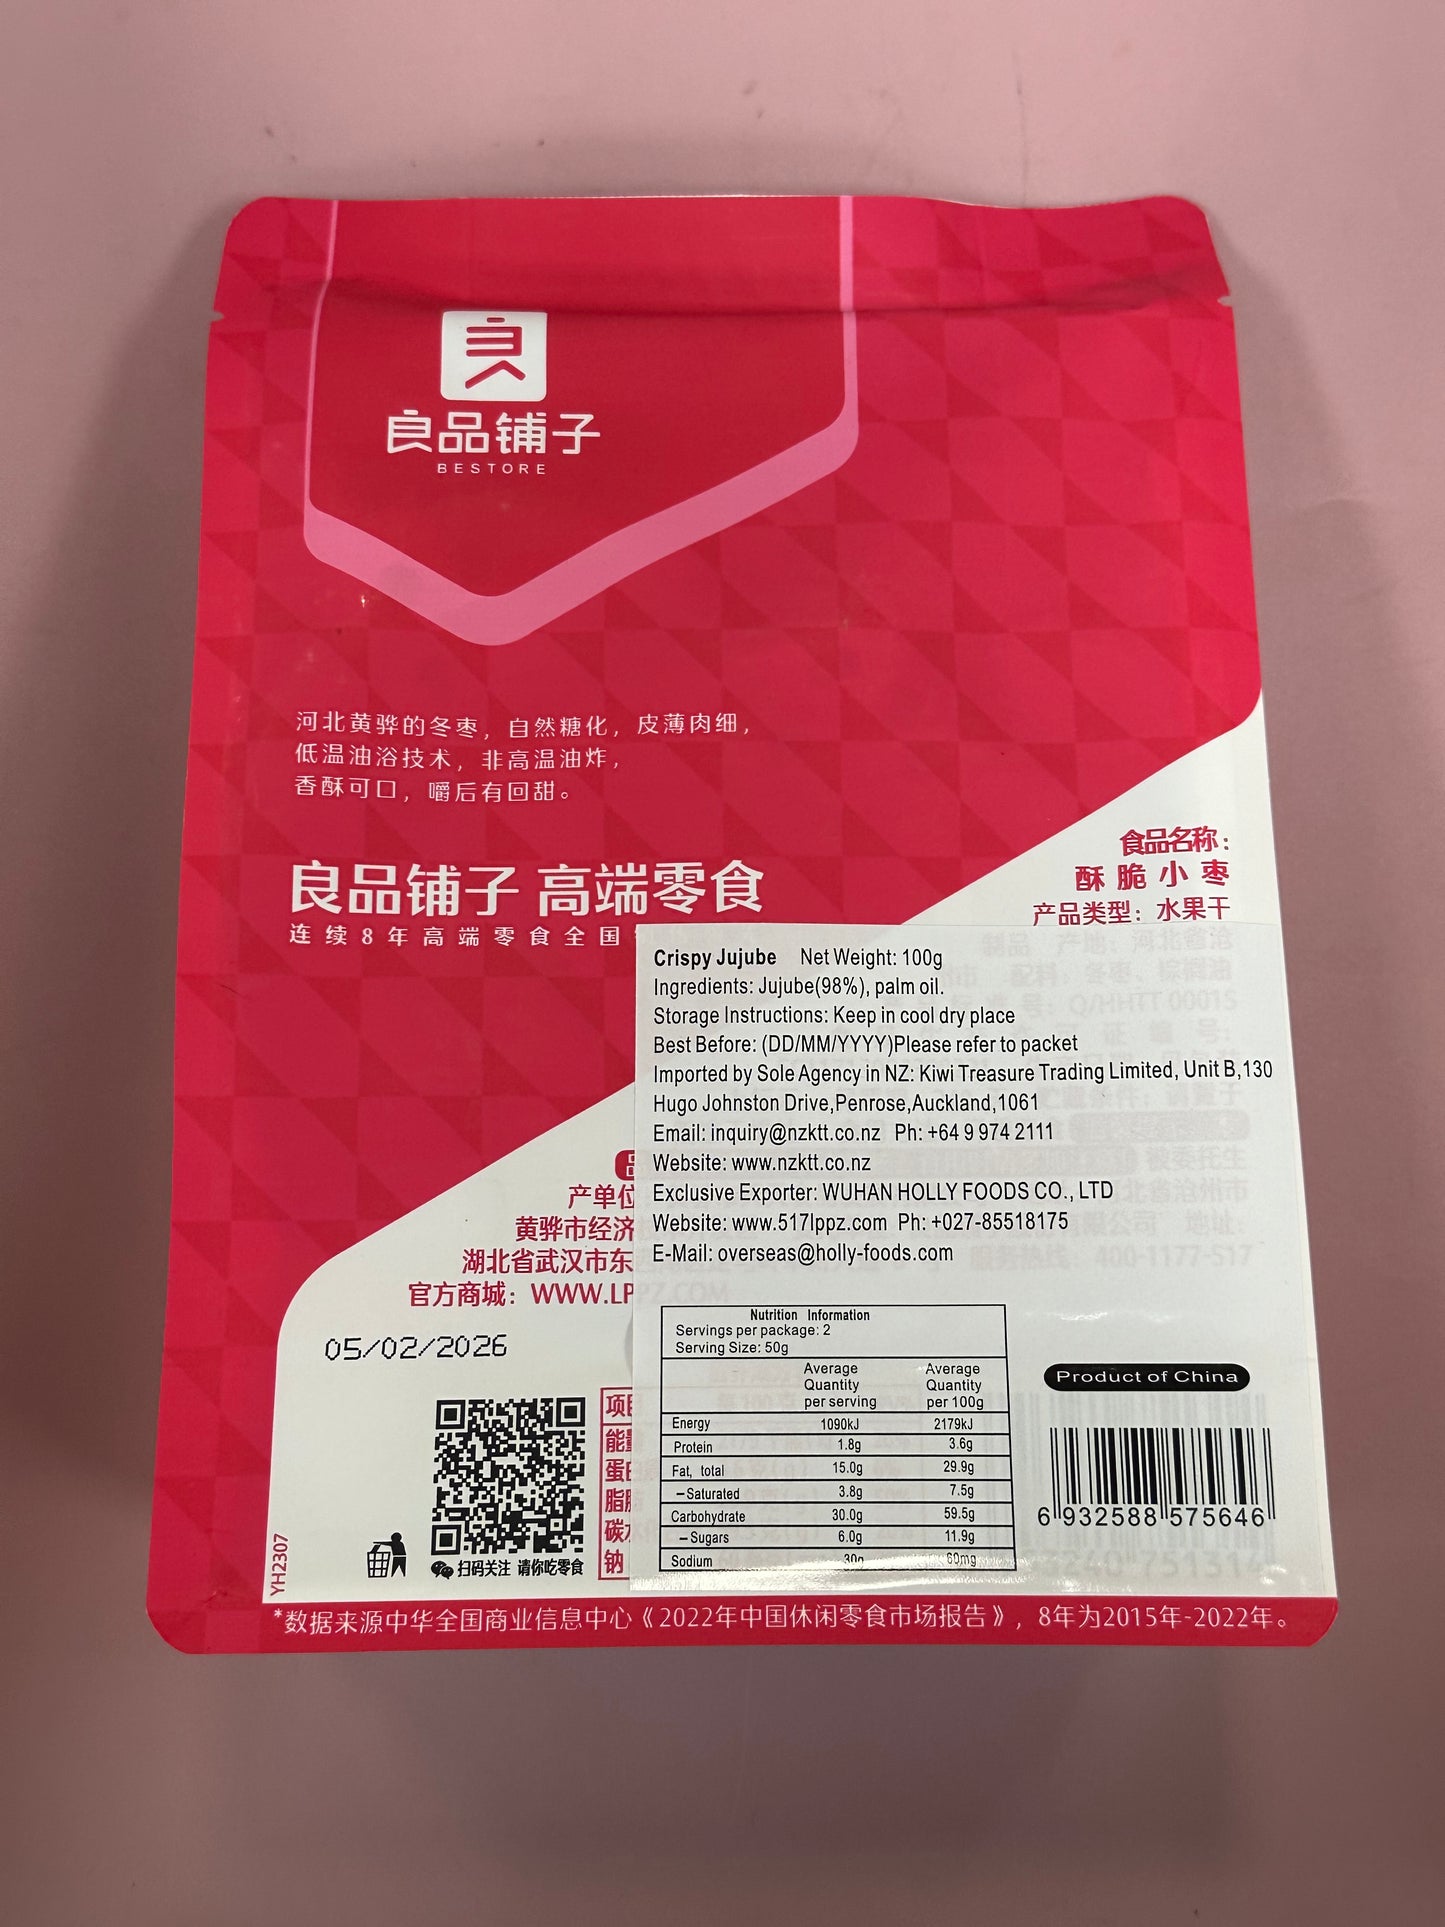 良品铺子
BESTORE
河北黄骅的冬枣，自然糖化，皮薄肉细，
低温油浴技术，非高温油炸，
香酥可口，嚼后有回甜。
良品铺子 高端零食
连续8年高端零食全国
食品名称：
酥脆小枣
产品类型：水果干
Crispy Jujube Net Weight: 100g
Ingredients: Jujube(98%), palm oil.
Storage Instructions: Keep in cool dry place
Best Before: (DD/MM/YYYY)Please refer to packet
Imported by Sole Agency in NZ: Kiwi Treasure Trading Limited, Unit B,130
Hugo Johnston Drive,Penrose,Auckland,1061
Email: inquiry@nzktt.co.nz Ph: +64 9 974 2111
Website: www.nzktt.co.nz
Exclusive Exporter: WUHAN HOLLY FOODS CO., LTD
Website: www.517lppz.com Ph: +027-85518175
E-Mail: overseas@holly-foods.com
产单位
黄骅市经济
湖北省武汉市东
官方商城：WWW.LPPZ.COM
05/02/2026
Nutrition Information
Servings per package: 2
Serving Size: 50g
Average Quantity per serving Average Quantity per 100g
Energy 1090kJ 2179kJ
Protein 1.8g 3.6g
Fat, total 15.0g 29.9g
–Saturated 3.8g 7.5g
Carbohydrate 30.0g 59.5g
–Sugars 6.0g 11.9g
Sodium 30g 60mg
Product of China
6 932588 575646
项
能量
蛋白
脂肪
碳水
钠
扫码关注 请你吃零食
YH2307
*数据来源中华全国商业信息中心《2022年中国休闲零食市场报告》，8年为2015年-2022年。